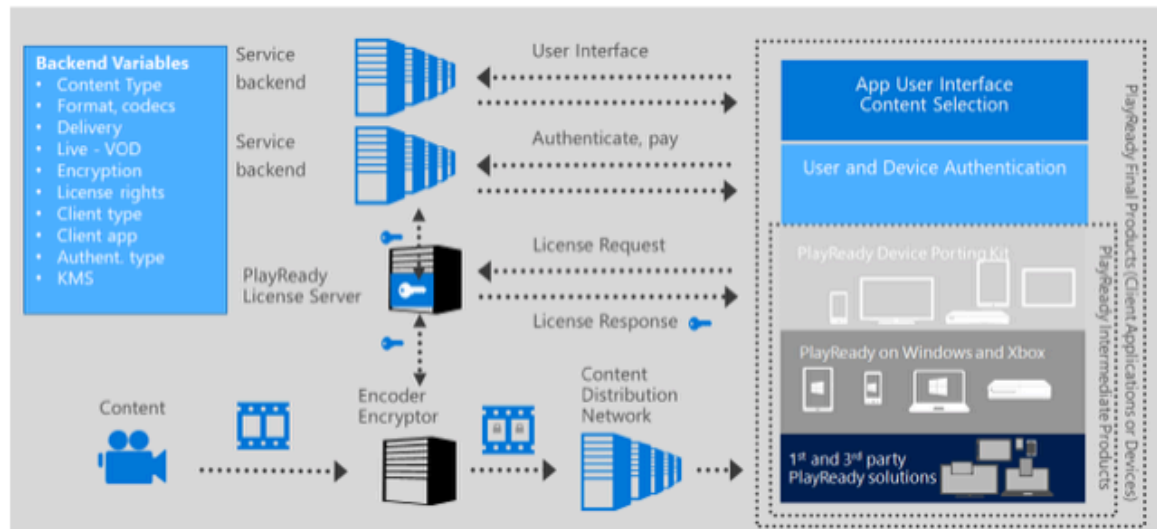 Backend Variables
• Content Type
• Format, codecs
• Delivery
• Live - VOD
• Encryption
• License rights
• Client type
• Client app
• Authent. type
• KMS
Service
backend
Service
backend
PlayReady
License Server
User Interface
Authenticate, pay
License Request
License Response
Content
Encoder
Encryptor
Content
Distribution
Network
App User Interface
Content Selection
User and Device Authentication
PlayReady Device Porting Kit
PlayReady on Windows and Xbox
1st and 3rd party
PlayReady solutions
PlayReady Intermediate Products
PlayReady Final Products (Client Applications or Devices)